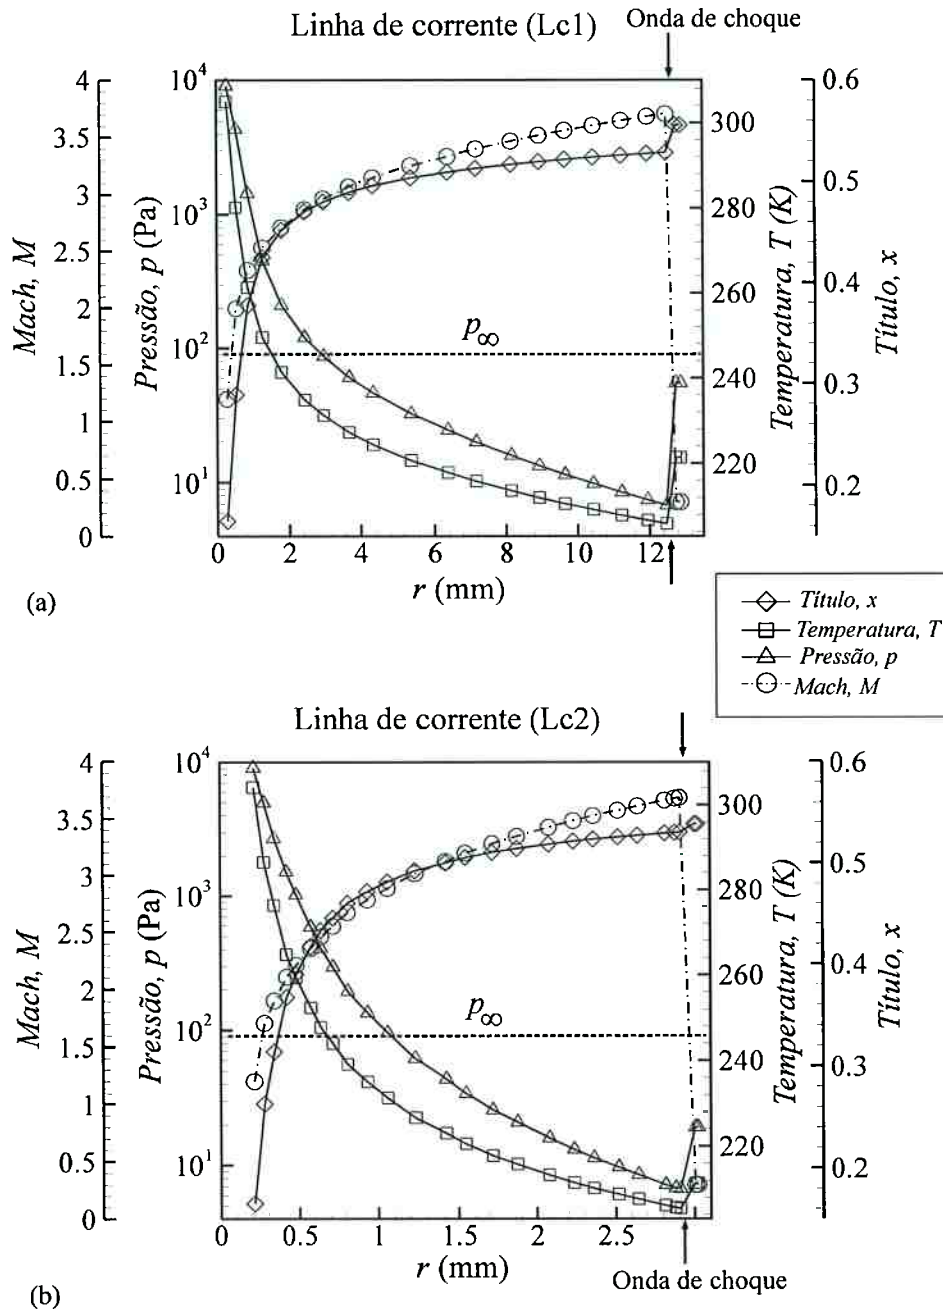 Linha de corrente (Lc1)
Onda de choque
Mach, M
4
3.5
3
2.5
2
1.5
1
0.5
0
Pressão, p (Pa)
10⁴
10³
10²
10¹
p∞
300
280
260
240
220
Temperatura, T (K)
0.6
0.5
0.4
0.3
0.2
Título, x
0 2 4 6 8 10 12
r (mm)
(a)
Título, x
Temperatura, T
Pressão, p
Mach, M
Linha de corrente (Lc2)
Mach, M
4
3.5
3
2.5
2
1.5
1
0.5
0
Pressão, p (Pa)
10⁴
10³
10²
10¹
p∞
300
280
260
240
220
Temperatura, T (K)
0.6
0.5
0.4
0.3
0.2
Título, x
0 0.5 1 1.5 2 2.5
r (mm)
Onda de choque
(b)